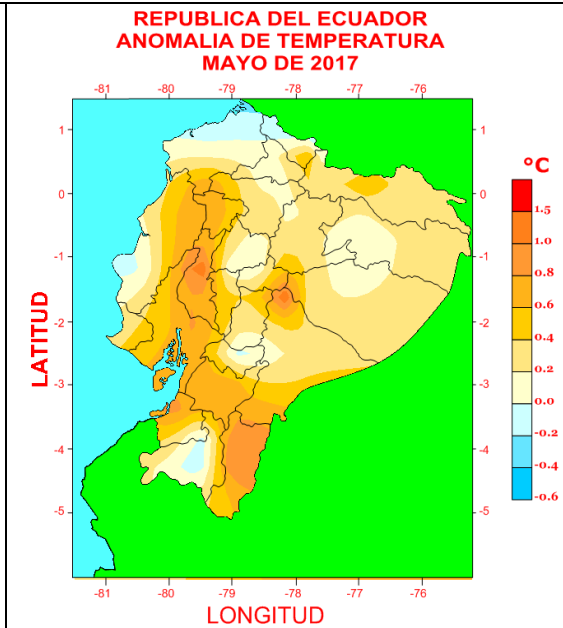 REPUBLICA DEL ECUADOR
ANOMALIA DE TEMPERATURA
MAYO DE 2017
-81 -80 -79 -78 -77 -76
1 1
0 0
-1 -1
-2 -2
-3 -3
-4 -4
-5 -5
LATITUD
°C
1.5
1.0
0.8
0.6
0.4
0.2
0.0
-0.2
-0.4
-0.6
-81 -80 -79 -78 -77 -76
LONGITUD